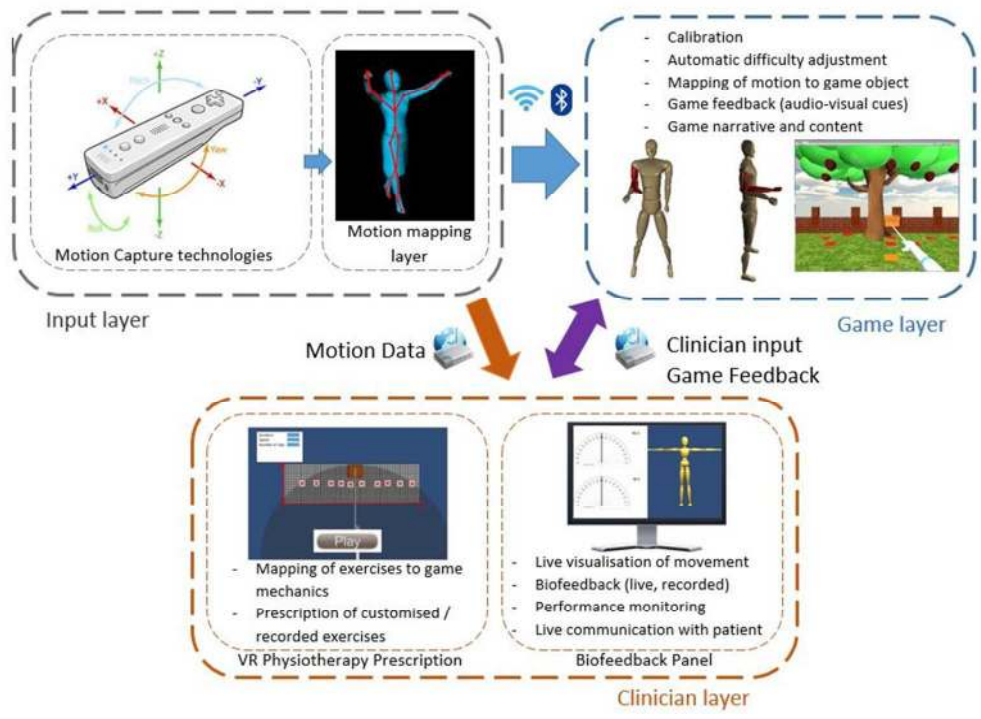 +Z
Pitch
-Y
+X
Yaw
+Y
-X
Roll
-Z
Motion Capture technologies
Motion mapping
layer
Input layer
- Calibration
- Automatic difficulty adjustment
- Mapping of motion to game object
- Game feedback (audio-visual cues)
- Game narrative and content
Game layer
Motion Data
Clinician input
Game Feedback
Play
- Mapping of exercises to game
mechanics
- Prescription of customised /
recorded exercises
VR Physiotherapy Prescription
- Live visualisation of movement
- Biofeedback (live, recorded)
- Performance monitoring
- Live communication with patient
Biofeedback Panel
Clinician layer